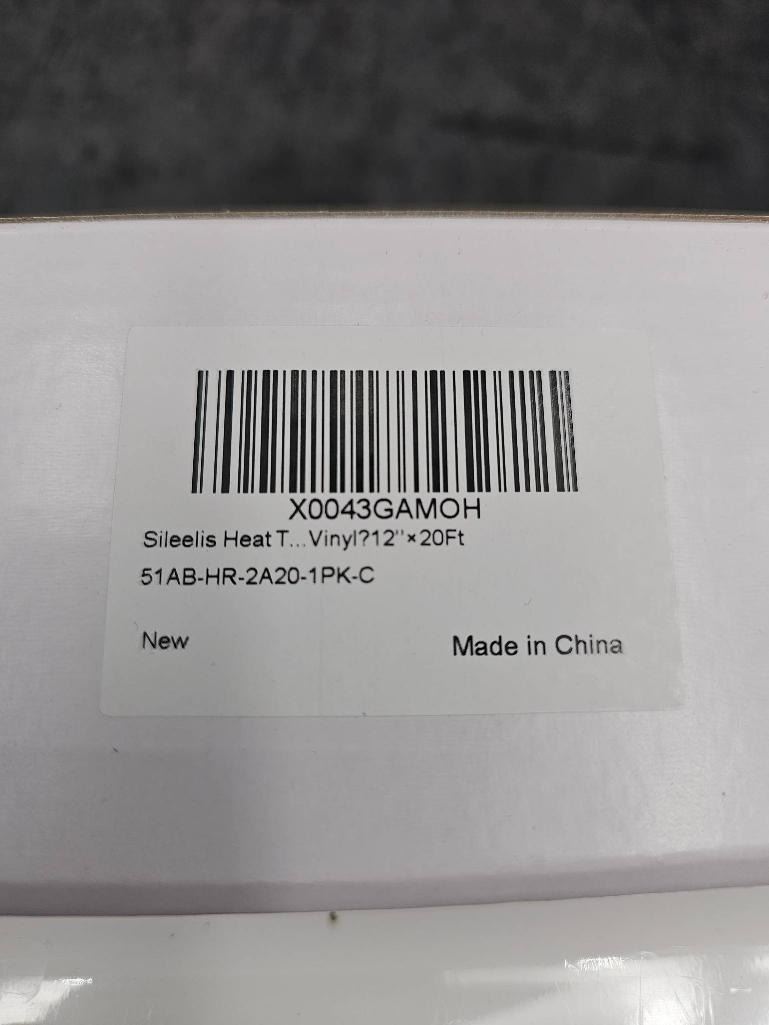 X0043GAMOH
Sileelis Heat T...Vinyl?12''×20Ft
51AB-HR-2A20-1PK-C
New
Made in China